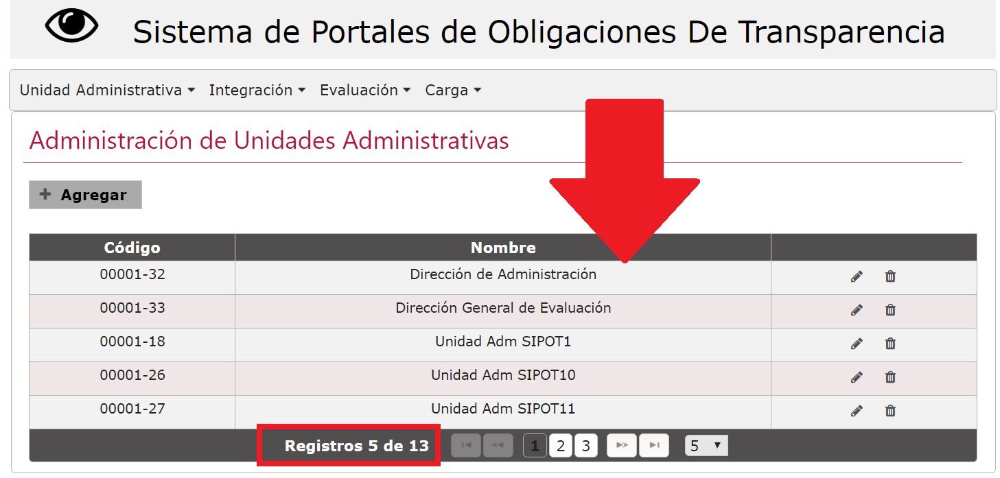 Sistema de Portales de Obligaciones De Transparencia
Unidad Administrativa Integración Evaluación Carga
Administración de Unidades Administrativas
+ Agregar
Código Nombre
00001-32 Dirección de Administración
00001-33 Dirección General de Evaluación
00001-18 Unidad Adm SIPOT1
00001-26 Unidad Adm SIPOT10
00001-27 Unidad Adm SIPOT11
Registros 5 de 13 1 2 3 5